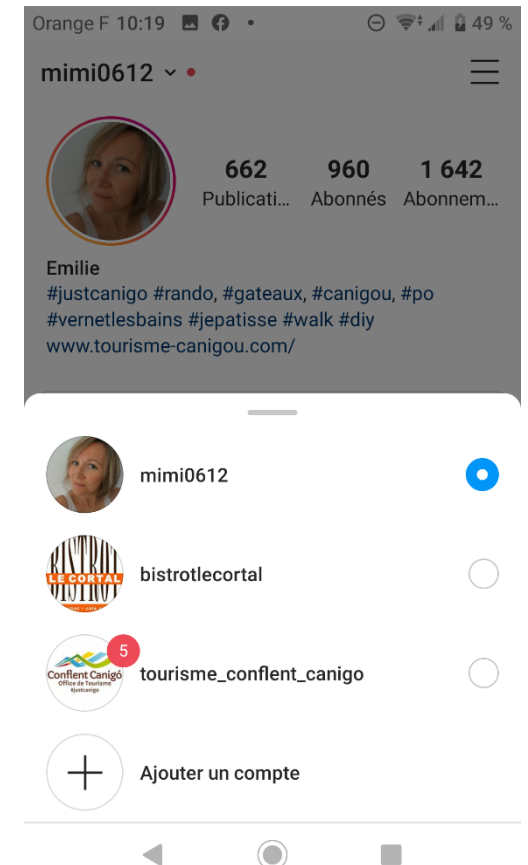 Orange F 10:19 49 %
mimi0612
662 960 1 642
Publicati... Abonnés Abonnem...
Emilie
#justcanigo #rando, #gateaux, #canigou, #po
#vernetlesbains #jepatisse #walk #diy
www.tourisme-canigou.com/
mimi0612
BISTROT
LE CORTAL
bistrotlecortal
5
Conflent Canigó
Office de Tourisme
#justcanigo
tourisme_conflent_canigo
Ajouter un compte